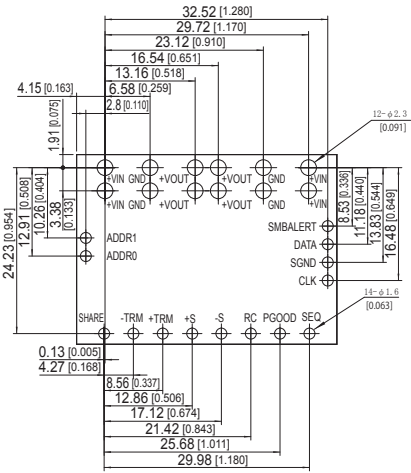 32.52 [1.280]
29.72 [1.170]
23.12 [0.910]
16.54 [0.651]
13.16 [0.518]
4.15 [0.163] 6.58 [0.259]
2.8 [0.110]
1.91 [0.075]
12-φ2.3
[0.091]
+VIN GND +VOUT +VOUT GND +VIN
+VIN GND +VOUT +VOUT GND +VIN
24.23 [0.954]
12.91 [0.508]
10.26 [0.404]
3.38 [0.133]
ADDR1
ADDR0
SMBALERT
DATA
SGND
CLK
8.53 [0.336]
11.18 [0.440]
13.83 [0.544]
16.48 [0.649]
14-φ1.6
[0.063]
SHARE -TRM +TRM +S -S RC PGOOD SEQ
0.13 [0.005]
4.27 [0.168]
8.56 [0.337]
12.86 [0.506]
17.12 [0.674]
21.42 [0.843]
25.68 [1.011]
29.98 [1.180]